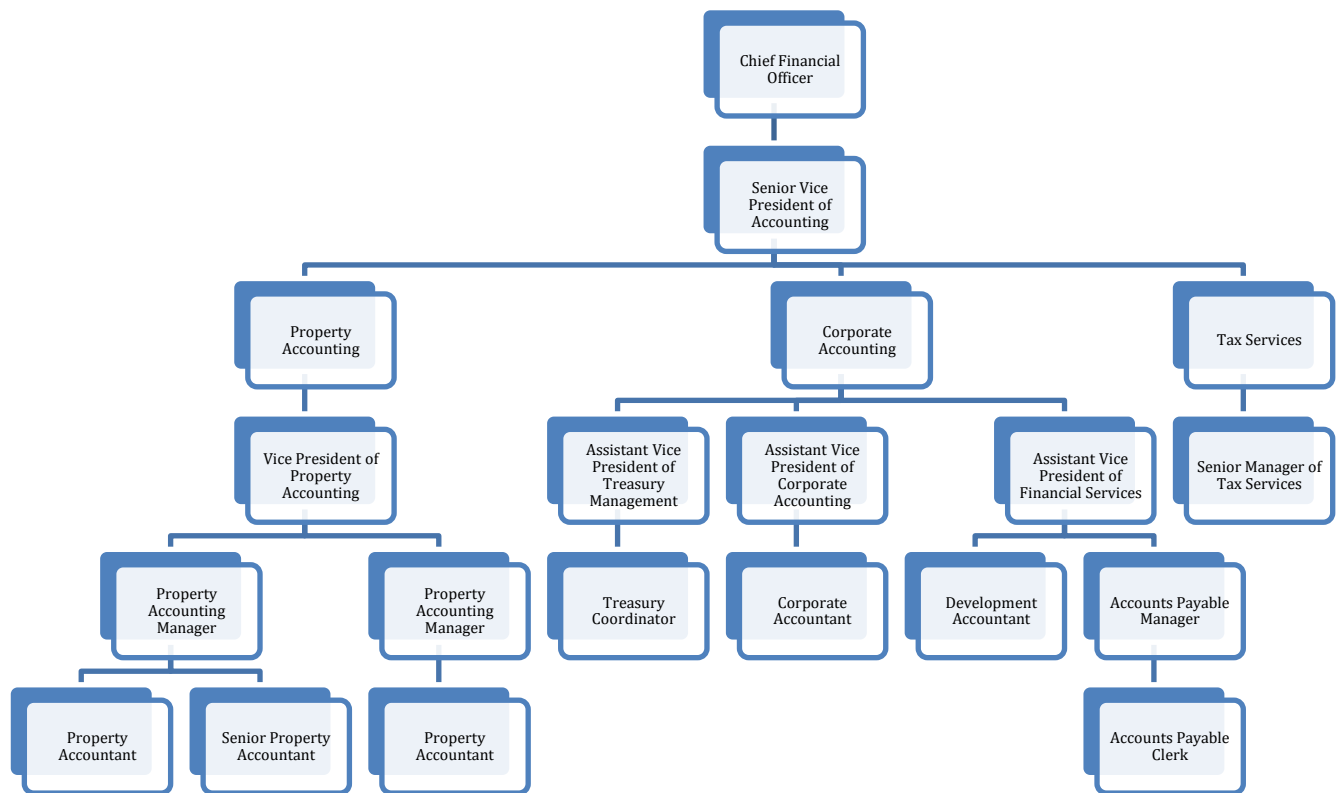 Chief Financial
Officer
Senior Vice
President of
Accounting
Property
Accounting
Corporate
Accounting
Tax Services
Vice President of
Property
Accounting
Assistant Vice
President of
Treasury
Management
Assistant Vice
President of
Corporate
Accounting
Assistant Vice
President of
Financial Services
Senior Manager of
Tax Services
Property
Accounting
Manager
Property
Accounting
Manager
Treasury
Coordinator
Corporate
Accountant
Development
Accountant
Accounts Payable
Manager
Property
Accountant
Senior Property
Accountant
Property
Accountant
Accounts Payable
Clerk